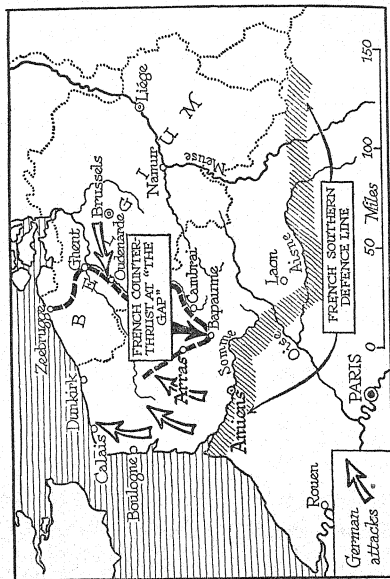 Zeebrugge
Dunkirk
Calais
Boulogne
Ghent
Brussels
Oudenarde
B E G I U M
Liège
Namur
Meuse
FRENCH COUNTER-
THRUST AT "THE
GAP"
Cambrai
Bapaume
Arras
Somme
Amiens
Laon
Aisne
Oise
FRENCH SOUTHERN
DEFENCE LINE
Rouen
PARIS
0 50 100 150
Miles
German
attacks